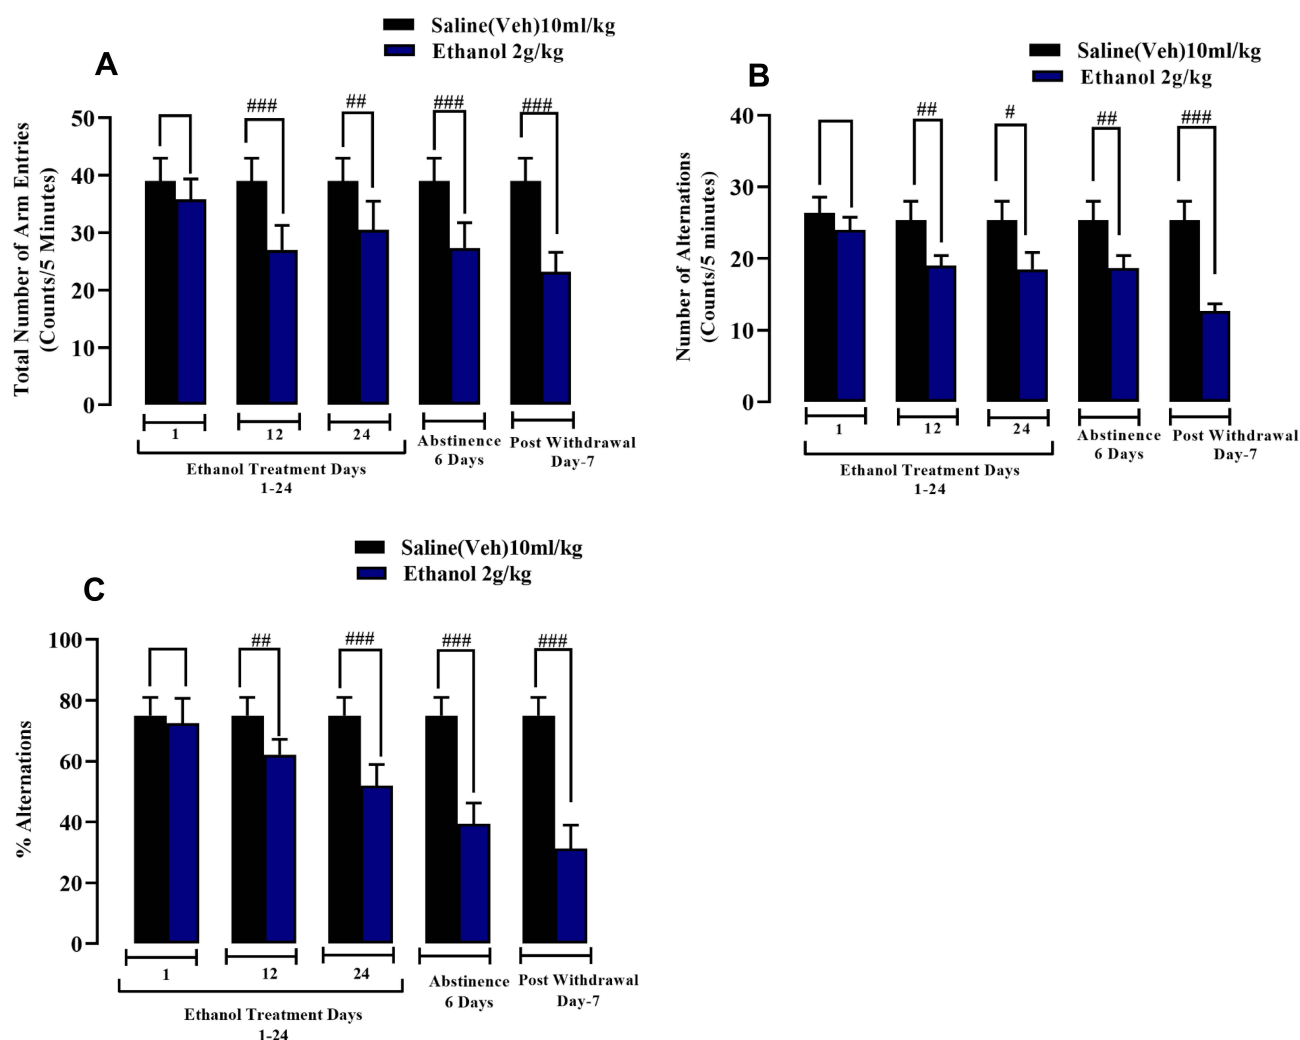 A
Saline(Veh)10ml/kg
Ethanol 2g/kg
Total Number of Arm Entries
(Counts/5 Minutes)
50
40
30
20
10
0
###
##
###
###
1
12
24
Abstinence
6 Days
Post Withdrawal
Day-7
Ethanol Treatment Days
1-24
B
Saline(Veh)10ml/kg
Ethanol 2g/kg
Number of Alternations
(Counts/5 minutes)
40
30
20
10
0
##
#
##
###
1
12
24
Abstinence
6 Days
Post Withdrawal
Day-7
Ethanol Treatment Days
1-24
C
Saline(Veh)10ml/kg
Ethanol 2g/kg
% Alternations
100
80
60
40
20
0
##
###
###
###
1
12
24
Abstinence
6 Days
Post Withdrawal
Day-7
Ethanol Treatment Days
1-24